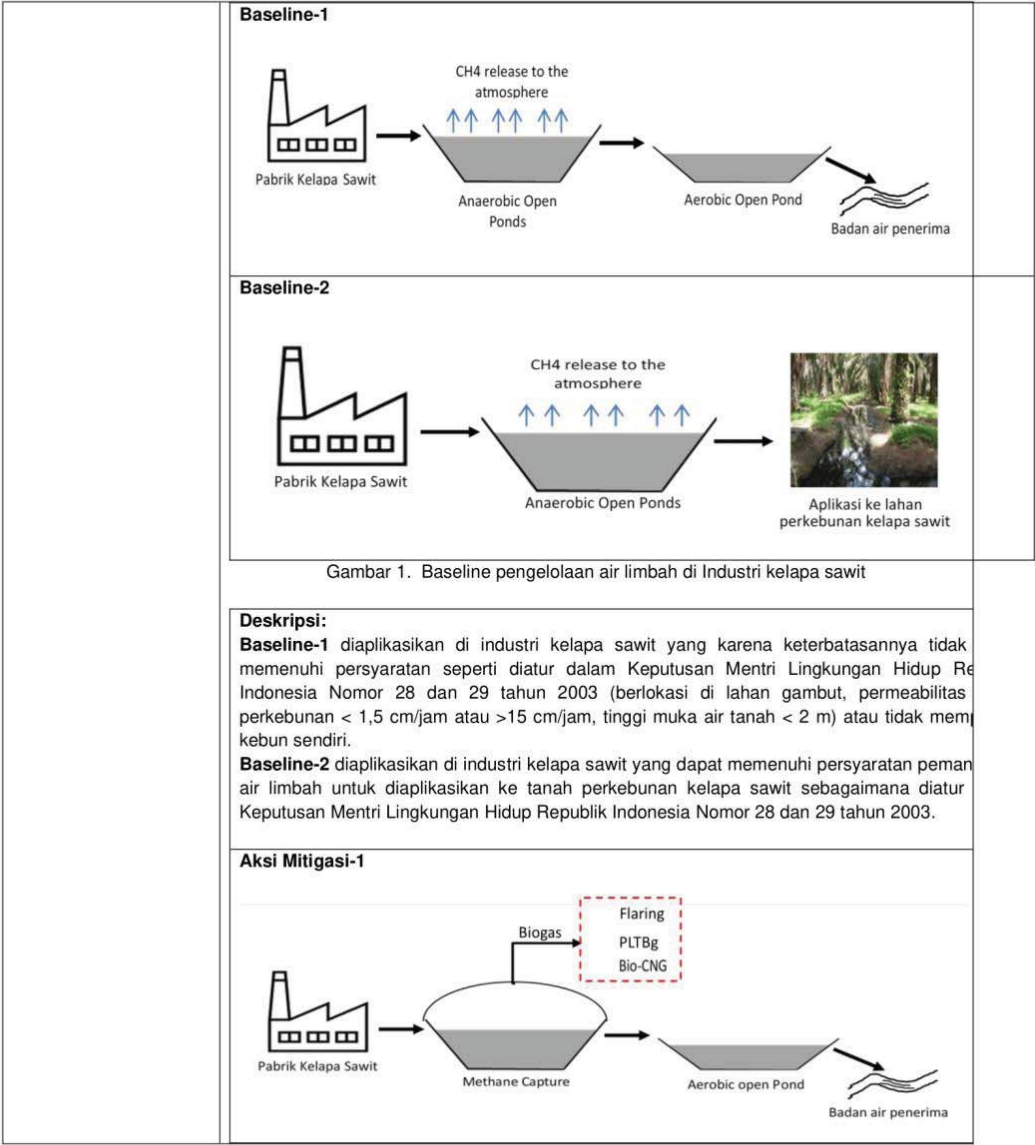 Baseline-1
CH4 release to the
atmosphere
Pabrik Kelapa Sawit
Anaerobic Open
Ponds
Aerobic Open Pond
Badan air penerima
Baseline-2
CH4 release to the
atmosphere
Pabrik Kelapa Sawit
Anaerobic Open Ponds
Aplikasi ke lahan
perkebunan kelapa sawit
Gambar 1. Baseline pengelolaan air limbah di Industri kelapa sawit
Deskripsi:
Baseline-1 diaplikasikan di industri kelapa sawit yang karena keterbatasannya tidak
memenuhi persyaratan seperti diatur dalam Keputusan Mentri Lingkungan Hidup Re
Indonesia Nomor 28 dan 29 tahun 2003 (berlokasi di lahan gambut, permeabilitas
perkebunan < 1,5 cm/jam atau >15 cm/jam, tinggi muka air tanah < 2 m) atau tidak
kebun sendiri.
Baseline-2 diaplikasikan di industri kelapa sawit yang dapat memenuhi persyaratan peman
air limbah untuk diaplikasikan ke tanah perkebunan kelapa sawit sebagaimana diatur
Keputusan Mentri Lingkungan Hidup Republik Indonesia Nomor 28 dan 29 tahun 2003.
Aksi Mitigasi-1
Flaring
Biogas
PLTBg
Bio-CNG
Pabrik Kelapa Sawit
Methane Capture
Aerobic open Pond
Badan air penerima